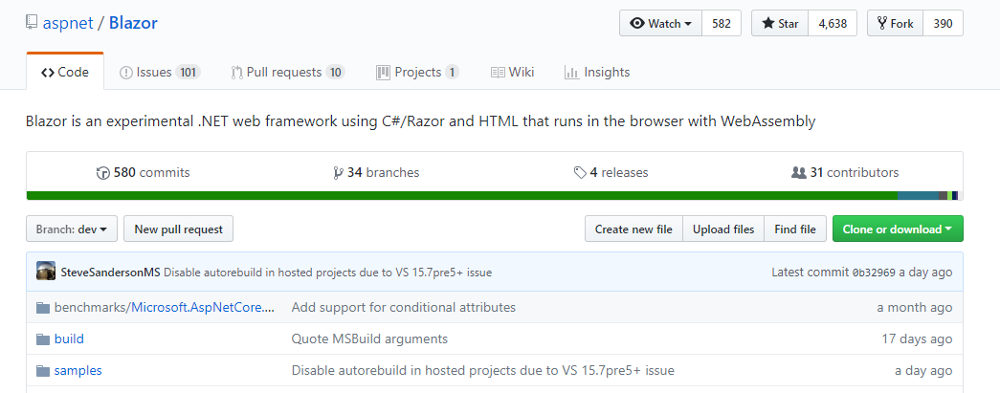 aspnet / Blazor Watch 582 Star 4,638 Fork 390
Code Issues 101 Pull requests 10 Projects 1 Wiki Insights
Blazor is an experimental .NET web framework using C#/Razor and HTML that runs in the browser with WebAssembly
580 commits 34 branches 4 releases 31 contributors
Branch: dev New pull request Create new file Upload files Find file Clone or download
SteveSandersonMS Disable autorebuild in hosted projects due to VS 15.7pre5+ issue Latest commit 0b32969 a day ago
benchmarks/Microsoft.AspNetCore.... Add support for conditional attributes a month ago
build Quote MSBuild arguments 17 days ago
samples Disable autorebuild in hosted projects due to VS 15.7pre5+ issue a day ago